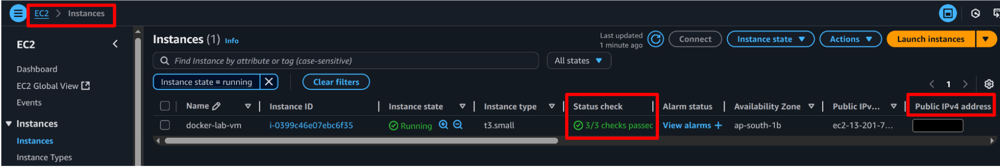 EC2 > Instances
EC2
Dashboard
EC2 Global View
Events
Instances
Instances
Instance Types
Instances (1) Info
Last updated
1 minute ago
Connect
Instance state
Actions
Launch instances
Find Instance by attribute or tag (case-sensitive)
All states
Instance state = running
Clear filters
1
Name Instance ID Instance state Instance type Status check Alarm status Availability Zone Public IPv... Public IPv4 address
docker-lab-vm i-0399c46e07ebc6f35 Running t3.small 3/3 checks passec View alarms + ap-south-1b ec2-13-201-7...